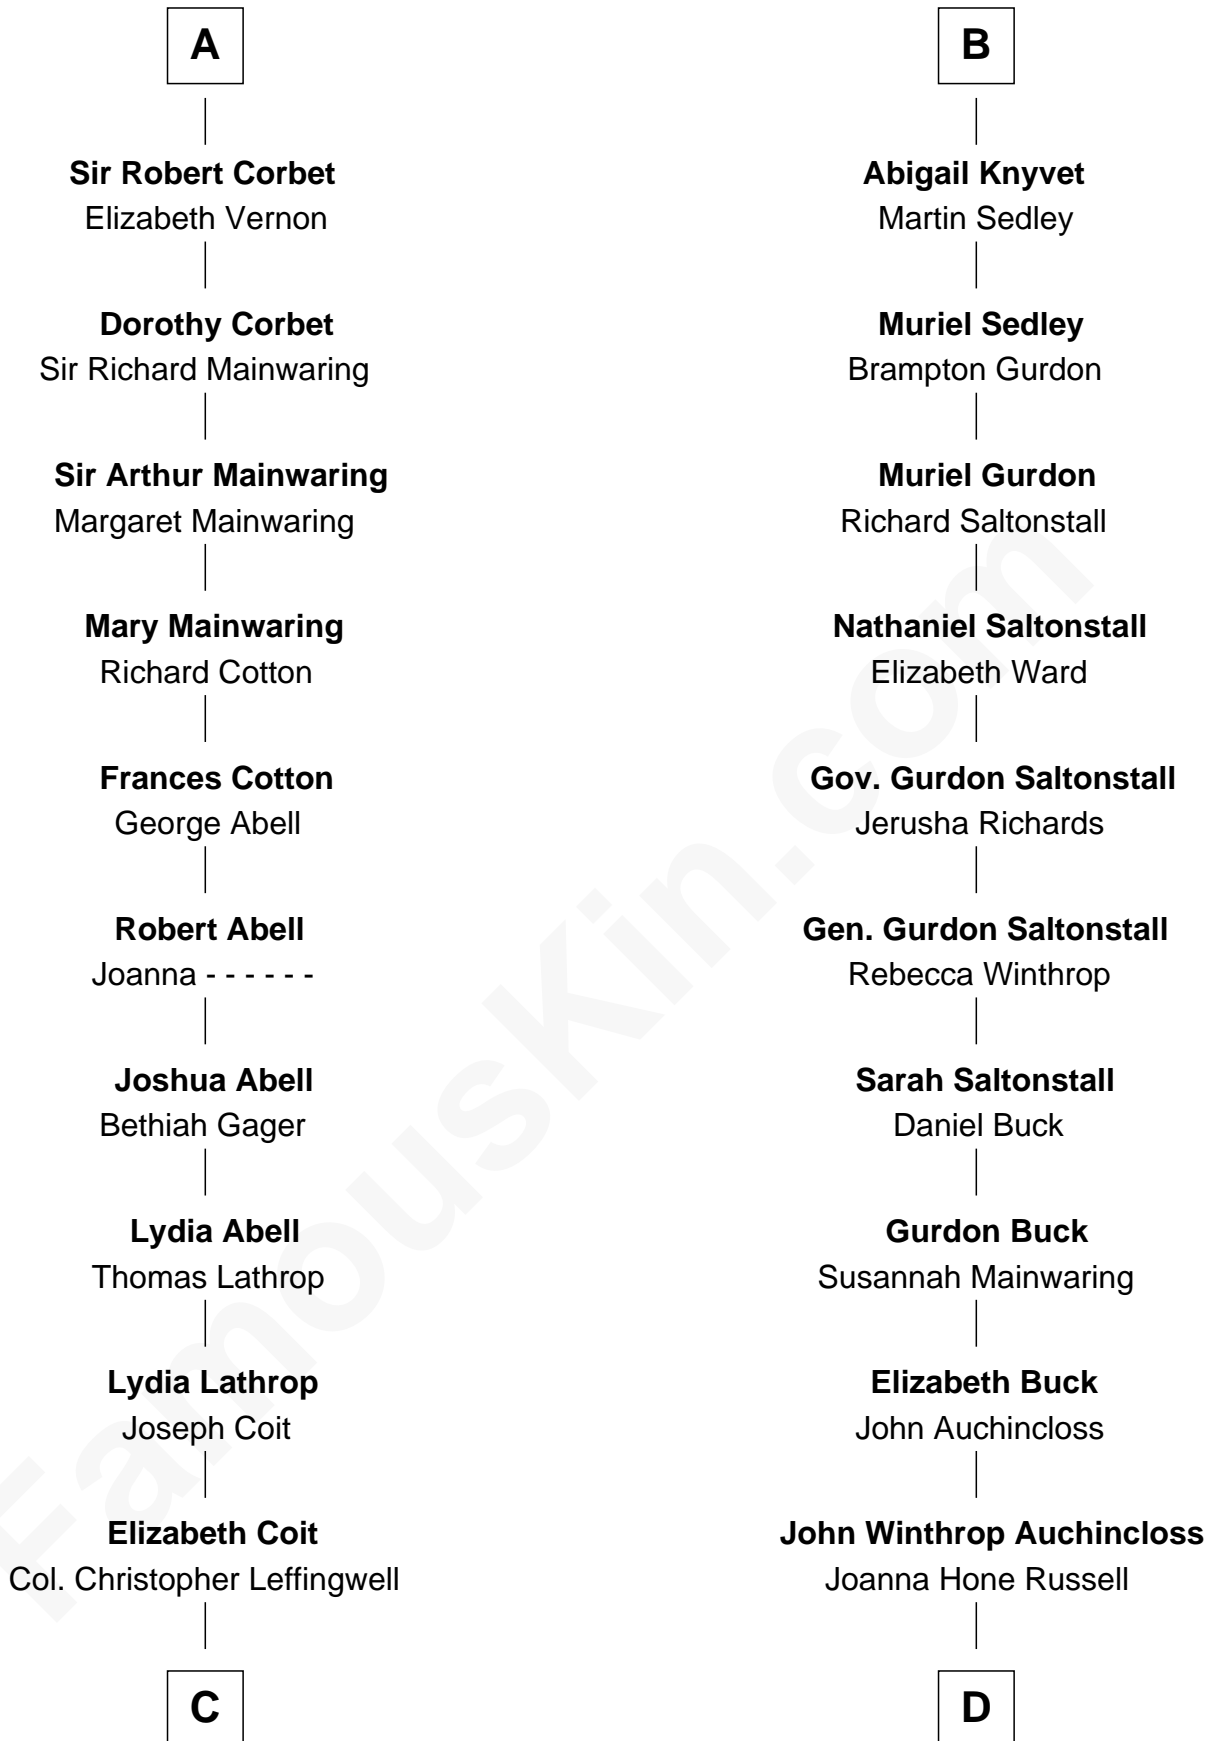 A
Sir Robert Corbet
Elizabeth Vernon
Dorothy Corbet
Sir Richard Mainwaring
Sir Arthur Mainwaring
Margaret Mainwaring
Mary Mainwaring
Richard Cotton
Frances Cotton
George Abell
Robert Abell
Joanna - - - - - -
Joshua Abell
Bethiah Gager
Lydia Abell
Thomas Lathrop
Lydia Lathrop
Joseph Coit
Elizabeth Coit
Col. Christopher Leffingwell
C
B
Abigail Knyvet
Martin Sedley
Muriel Sedley
Brampton Gurdon
Muriel Gurdon
Richard Saltonstall
Nathaniel Saltonstall
Elizabeth Ward
Gov. Gurdon Saltonstall
Jerusha Richards
Gen. Gurdon Saltonstall
Rebecca Winthrop
Sarah Saltonstall
Daniel Buck
Gurdon Buck
Susannah Mainwaring
Elizabeth Buck
John Auchincloss
John Winthrop Auchincloss
Joanna Hone Russell
D
FamousKin.com